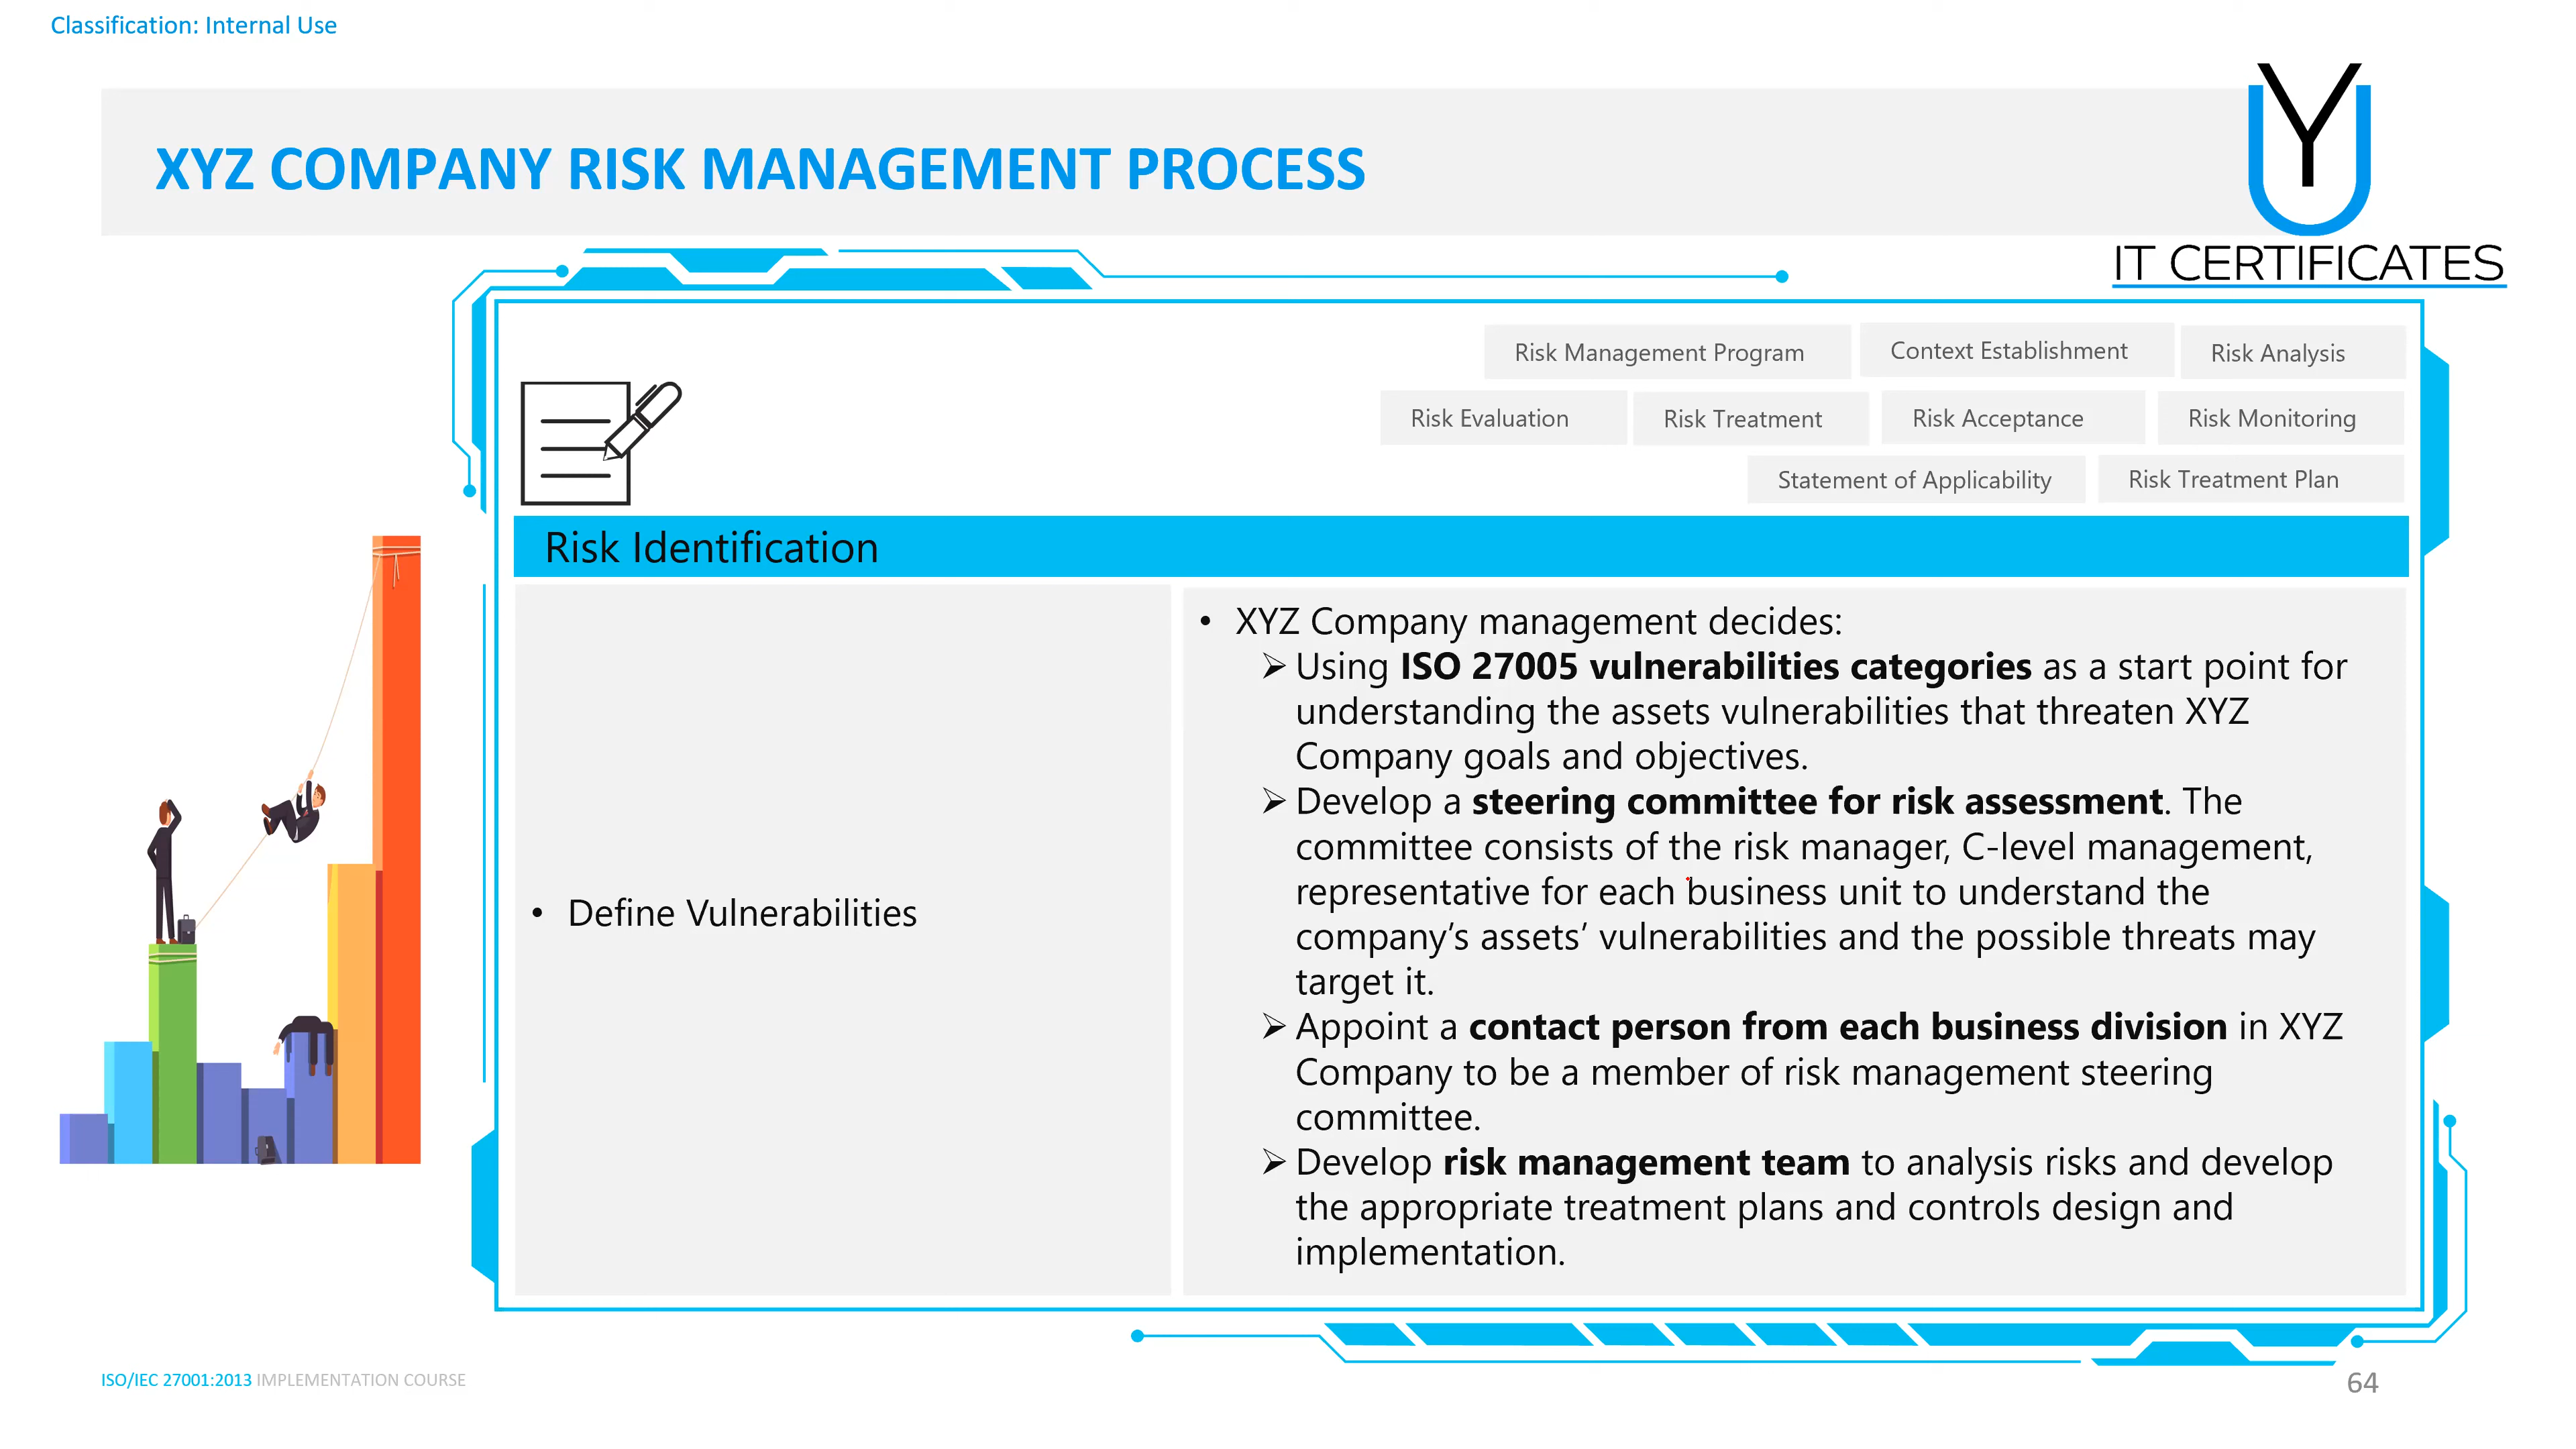 Classification: Internal Use
XYZ COMPANY RISK MANAGEMENT PROCESS
Y
U
IT CERTIFICATES
Risk Management Program
Context Establishment
Risk Analysis
Risk Evaluation
Risk Treatment
Risk Acceptance
Risk Monitoring
Statement of Applicability
Risk Treatment Plan
Risk Identification
• Define Vulnerabilities
• XYZ Company management decides:
➢ Using ISO 27005 vulnerabilities categories as a start point for
understanding the assets vulnerabilities that threaten XYZ
Company goals and objectives.
➢ Develop a steering committee for risk assessment. The
committee consists of the risk manager, C-level management,
representative for each business unit to understand the
company’s assets’ vulnerabilities and the possible threats may
target it.
➢ Appoint a contact person from each business division in XYZ
Company to be a member of risk management steering
committee.
➢ Develop risk management team to analysis risks and develop
the appropriate treatment plans and controls design and
implementation.
ISO/IEC 27001:2013 IMPLEMENTATION COURSE
64